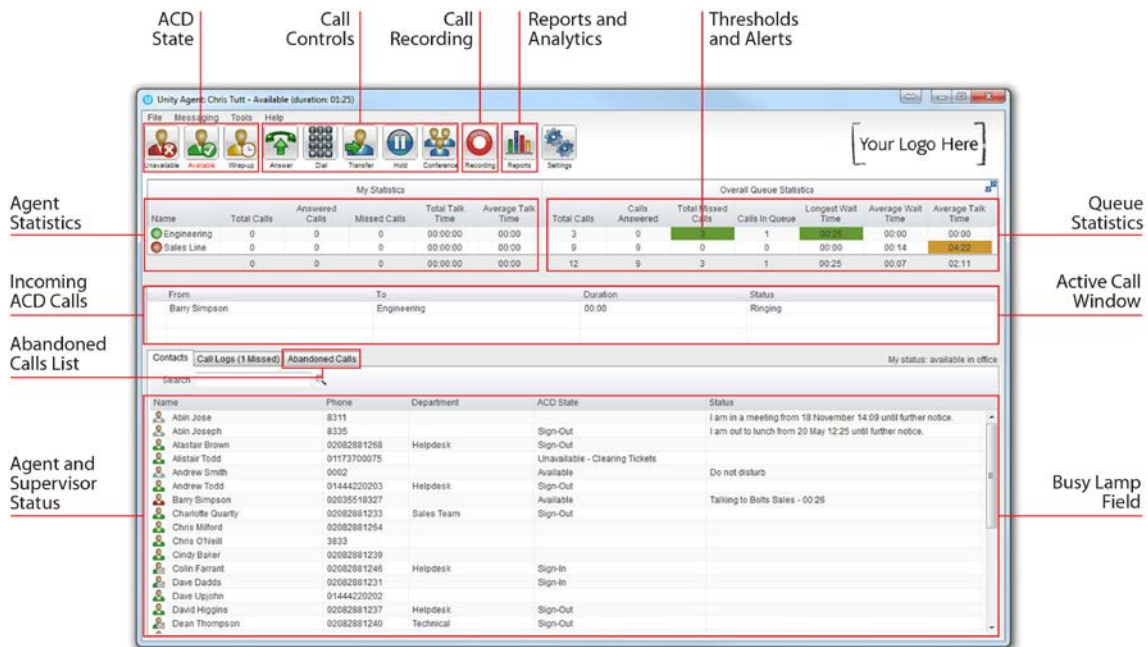 ACD
State
Call
Controls
Call
Recording
Reports and
Analytics
Thresholds
and Alerts
Unity Agent: Chris Tutt - Available (duration: 01:25)
File Messaging Tools Help
Unavailable Available Wrap-up Answer Dial Transfer Hold Conference Recording Reports Settings
Your Logo Here
My Statistics Overall Queue Statistics
Agent
Statistics
Name Total Calls Answered Calls Missed Calls Total Talk Time Average Talk Time Total Calls Calls Answered Total Missed Calls Calls In Queue Longest Wait Time Average Wait Time Average Talk Time
Engineering 0 0 0 00:00:00 00:00 3 0 3 1 00:25 00:00 00:00
Sales Line 0 0 0 00:00:00 00:00 9 9 0 0 00:00 00:14 04:22
0 0 0 00:00:00 00:00 12 9 3 1 00:25 00:07 02:11
Queue
Statistics
Incoming
ACD Calls
From To Duration Status
Barry Simpson Engineering 00:00 Ringing
Active Call
Window
Abandoned
Calls List
Contacts Call Logs (1 Missed) Abandoned Calls My status: available in office
Search
Name Phone Department ACD State Status
Abin Jose 8311 I am in a meeting from 18 November 14:09 until further notice.
Abin Joseph 8335 Sign-Out I am out to lunch from 20 May 12:25 until further notice.
Alastair Brown 02082881268 Helpdesk Sign-Out
Alistair Todd 01173700075 Unavailable - Clearing Tickets
Andrew Smith 0002 Available Do not disturb
Andrew Todd 01444220203 Helpdesk Sign-Out
Barry Simpson 02035518327 Available Talking to Bolts Sales - 00:26
Charlotte Quartly 02082881233 Sales Team Sign-Out
Chris Milford 02082881264
Chris O'Neill 3833
Cindy Baker 02082881239
Colin Farrant 02082881246 Helpdesk Sign-In
Dave Dadds 02082881231 Sign-In
Dave Upjohn 01444220202
David Higgins 02082881237 Helpdesk Sign-Out
Dean Thompson 02082881240 Technical Sign-Out
Agent and
Supervisor
Status
Busy Lamp
Field